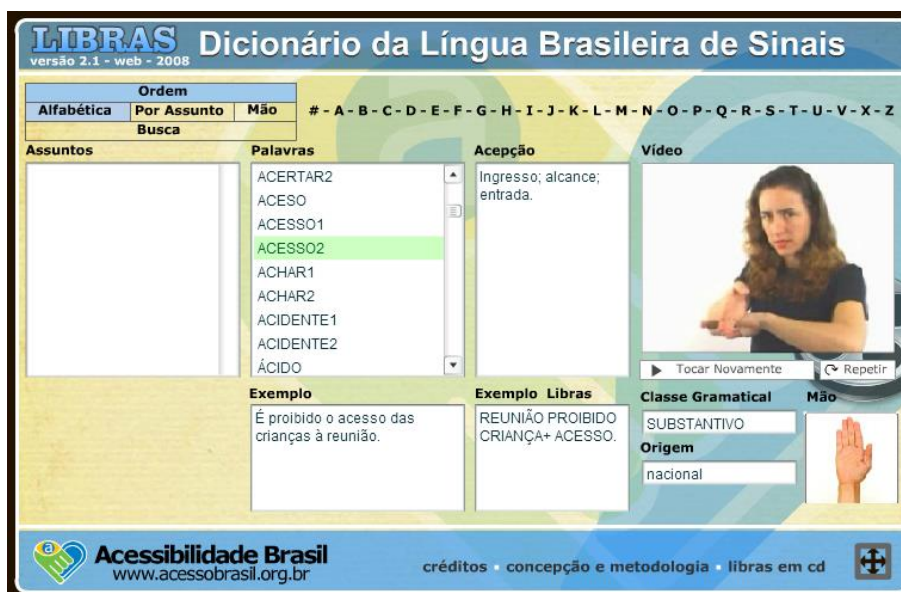 LIBRAS
versão 2.1 - web - 2008
Dicionário da Língua Brasileira de Sinais
Ordem
Alfabética Por Assunto Mão
Busca
# - A - B - C - D - E - F - G - H - I - J - K - L - M - N - O - P - Q - R - S - T - U - V - X - Z
Assuntos
Palavras
ACERTAR2
ACESO
ACESSO1
ACESSO2
ACHAR1
ACHAR2
ACIDENTE1
ACIDENTE2
ÁCIDO
Acepção
Ingresso; alcance;
entrada.
Vídeo
Tocar Novamente
Repetir
Exemplo
É proibido o acesso das
crianças à reunião.
Exemplo Libras
REUNIÃO PROIBIDO
CRIANÇA+ ACESSO.
Classe Gramatical
SUBSTANTIVO
Origem
nacional
Mão
a
Acessibilidade Brasil
www.acessobrasil.org.br
créditos - concepção e metodologia - libras em cd